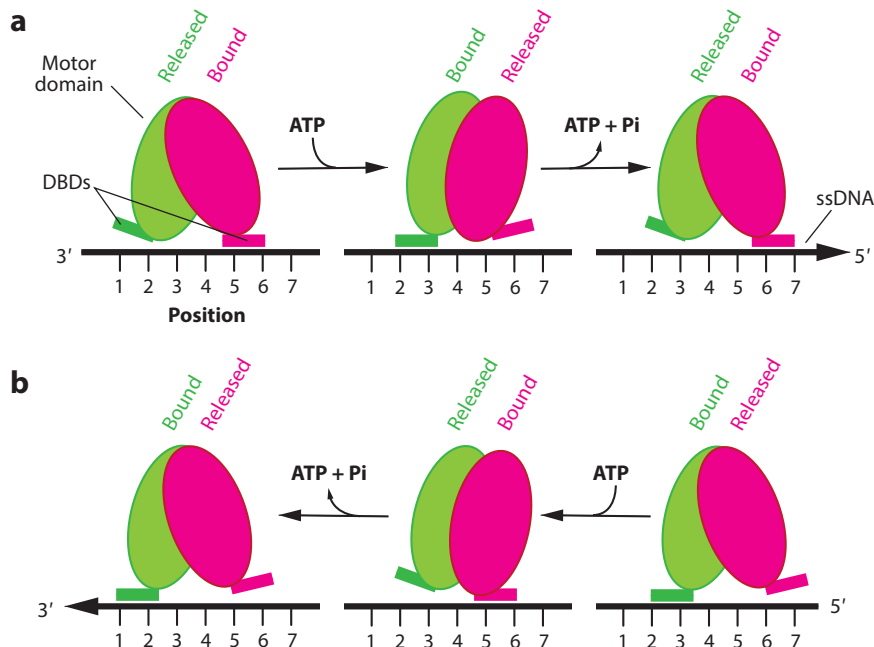 a
Released
Bound
Bound
Released
Released
Bound
Motor
domain
ATP
ATP + Pi
DBDs
ssDNA
3′
5′
1 2 3 4 5 6 7
1 2 3 4 5 6 7
1 2 3 4 5 6 7
Position
b
Bound
Released
Released
Bound
Bound
Released
ATP + Pi
ATP
3′
5′
1 2 3 4 5 6 7
1 2 3 4 5 6 7
1 2 3 4 5 6 7